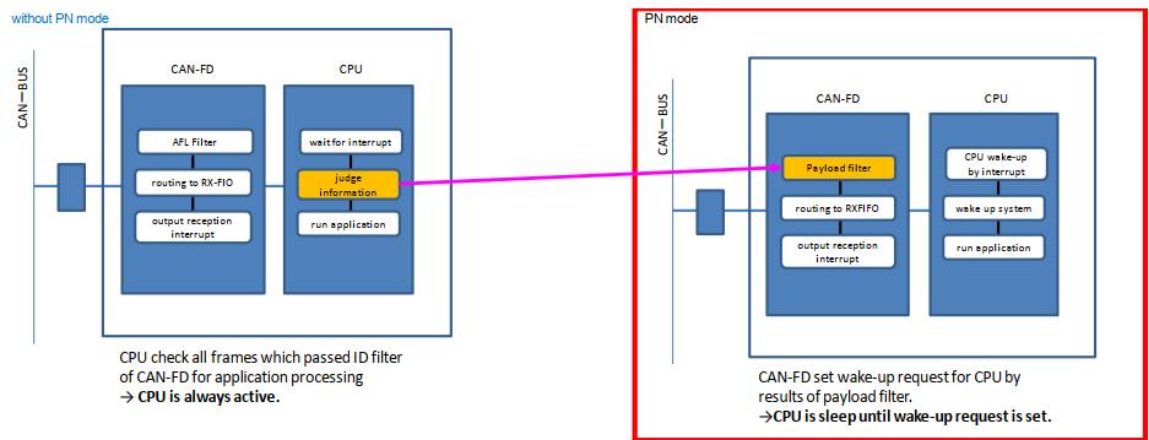 without PN mode
CAN－BUS
CAN-FD
CPU
AFL Filter
routing to RX-FIO
output reception
interrupt
wait for interrupt
judge
information
run application
CPU check all frames which passed ID filter
of CAN-FD for application processing
→ CPU is always active.
PN mode
CAN－BUS
CAN-FD
CPU
Payload filter
routing to RXFIFO
output reception
interrupt
CPU wake-up
by interrupt
wake up system
run application
CAN-FD set wake-up request for CPU by
results of payload filter.
→CPU is sleep until wake-up request is set.